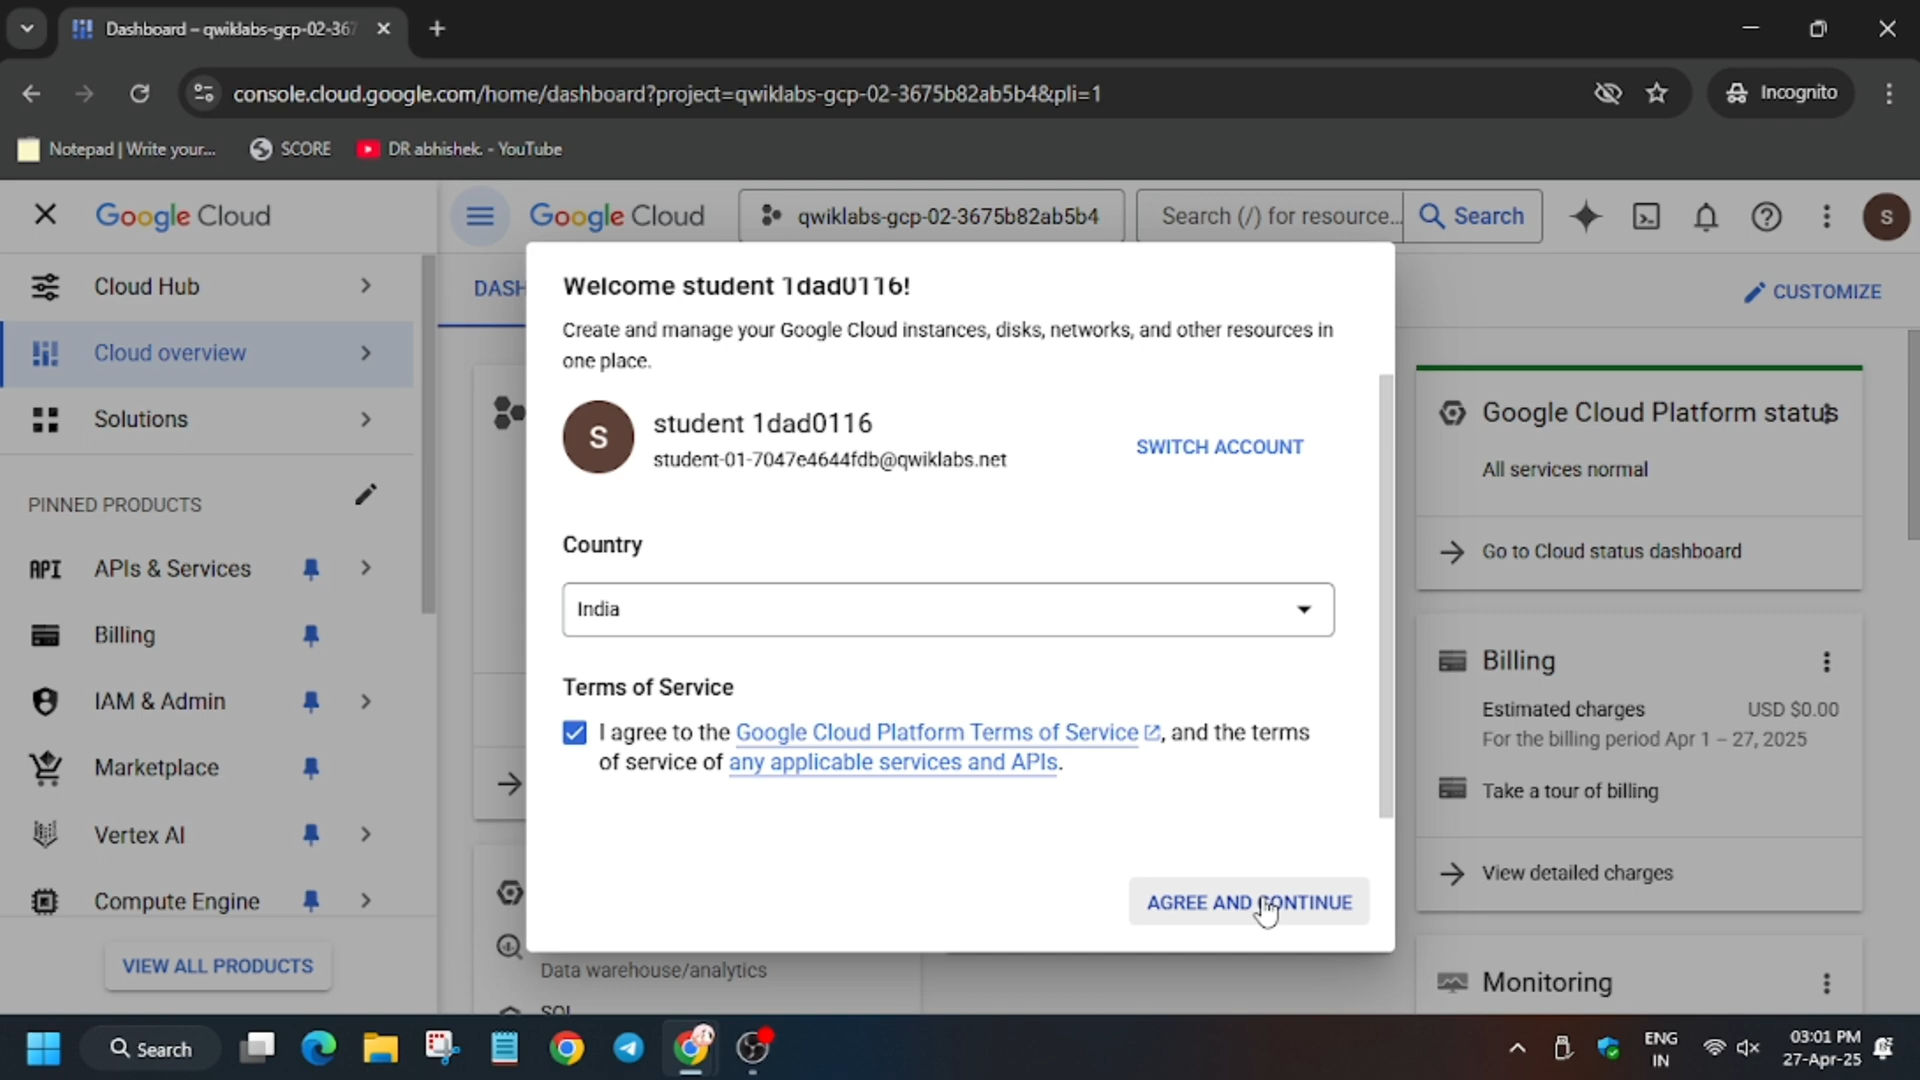 Dashboard – qwiklabs-gcp-02-367
console.cloud.google.com/home/dashboard?project=qwiklabs-gcp-02-3675b82ab5b4&pli=1
Incognito
Notepad | Write your...
SCORE
DR abhishek. - YouTube
Google Cloud
Google Cloud
qwiklabs-gcp-02-3675b82ab5b4
Search (/) for resource...
Search
S
Cloud Hub
Cloud overview
Solutions
PINNED PRODUCTS
API APIs & Services
Billing
IAM & Admin
Marketplace
Vertex AI
Compute Engine
VIEW ALL PRODUCTS
DASH
CUSTOMIZE
Welcome student 1dad0116!
Create and manage your Google Cloud instances, disks, networks, and other resources in
one place.
S
student 1dad0116
student-01-7047e4644fdb@qwiklabs.net
SWITCH ACCOUNT
Country
India
Terms of Service
I agree to the Google Cloud Platform Terms of Service, and the terms
of service of any applicable services and APIs.
AGREE AND CONTINUE
Data warehouse/analytics
SQL
Google Cloud Platform status
All services normal
Go to Cloud status dashboard
Billing
Estimated charges USD $0.00
For the billing period Apr 1 – 27, 2025
Take a tour of billing
View detailed charges
Monitoring
Search
ENG
IN
03:01 PM
27-Apr-25